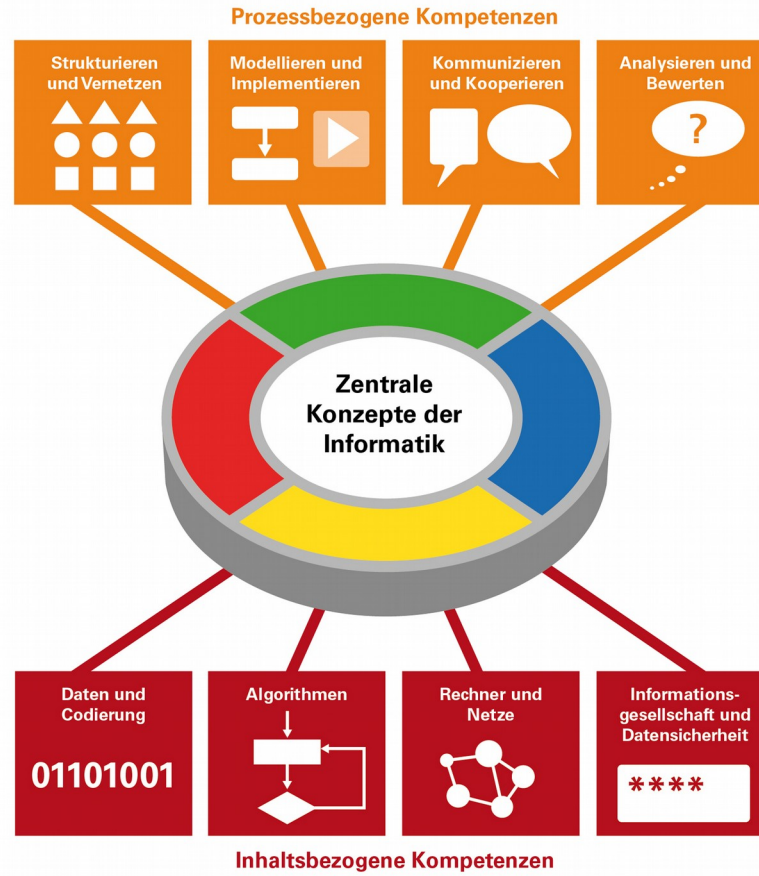 Prozessbezogene Kompetenzen
Strukturieren
und Vernetzen
Modellieren und
Implementieren
Kommunizieren
und Kooperieren
Analysieren und
Bewerten
?
Zentrale
Konzepte der
Informatik
Daten und
Codierung
01101001
Algorithmen
Rechner und
Netze
Informations-
gesellschaft und
Datensicherheit
****
Inhaltsbezogene Kompetenzen